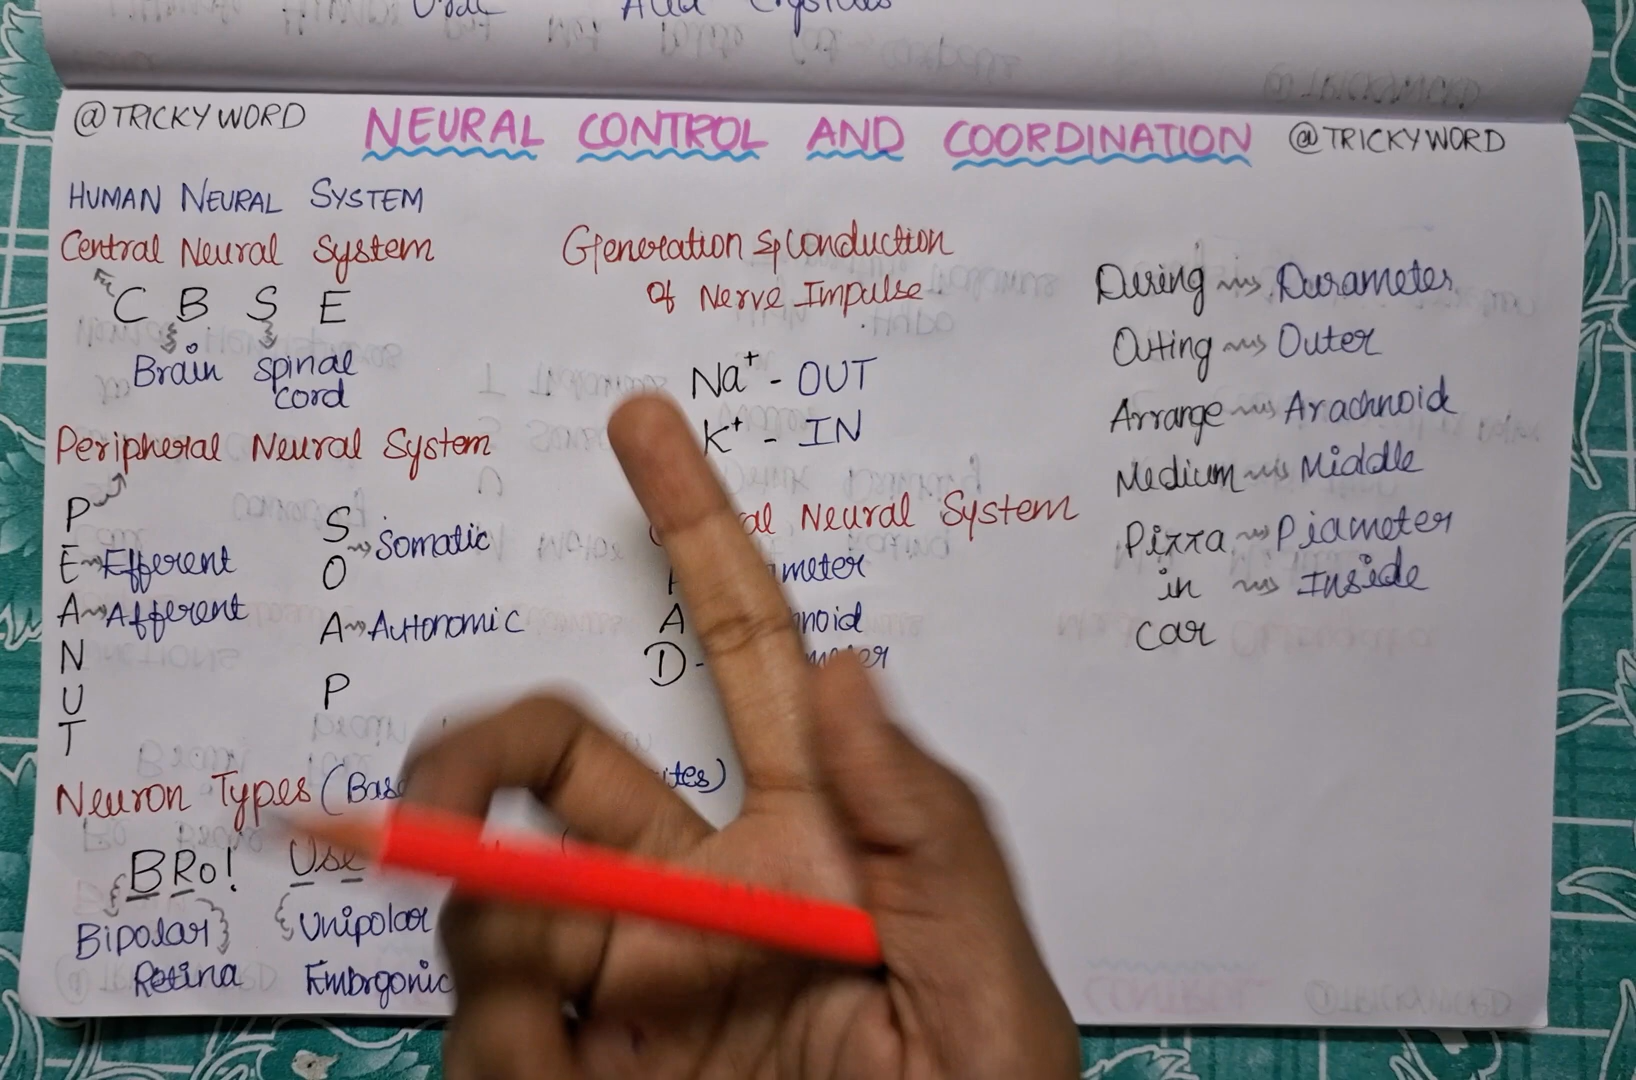 @TRICKYWORD
NEURAL CONTROL AND COORDINATION
@TRICKYWORD
HUMAN NEURAL SYSTEM
Central Neural System
C B S E
Brain spinal
cord
Peripheral Neural System
P
E Efferent
A Afferent
N
U
T
S
Somatic
O
A Autonomic
P
Neuron Types
BRo! Use
Bipolar Unipolar
Retina Embryonic
Generation & Conduction
Of Nerve Impulse
Na+ - OUT
K+ - IN
Neural System
A
D -
During Durameter
Outing Outer
Arrange Arachnoid
Medium Middle
Pizza Piameter
in Inside
car